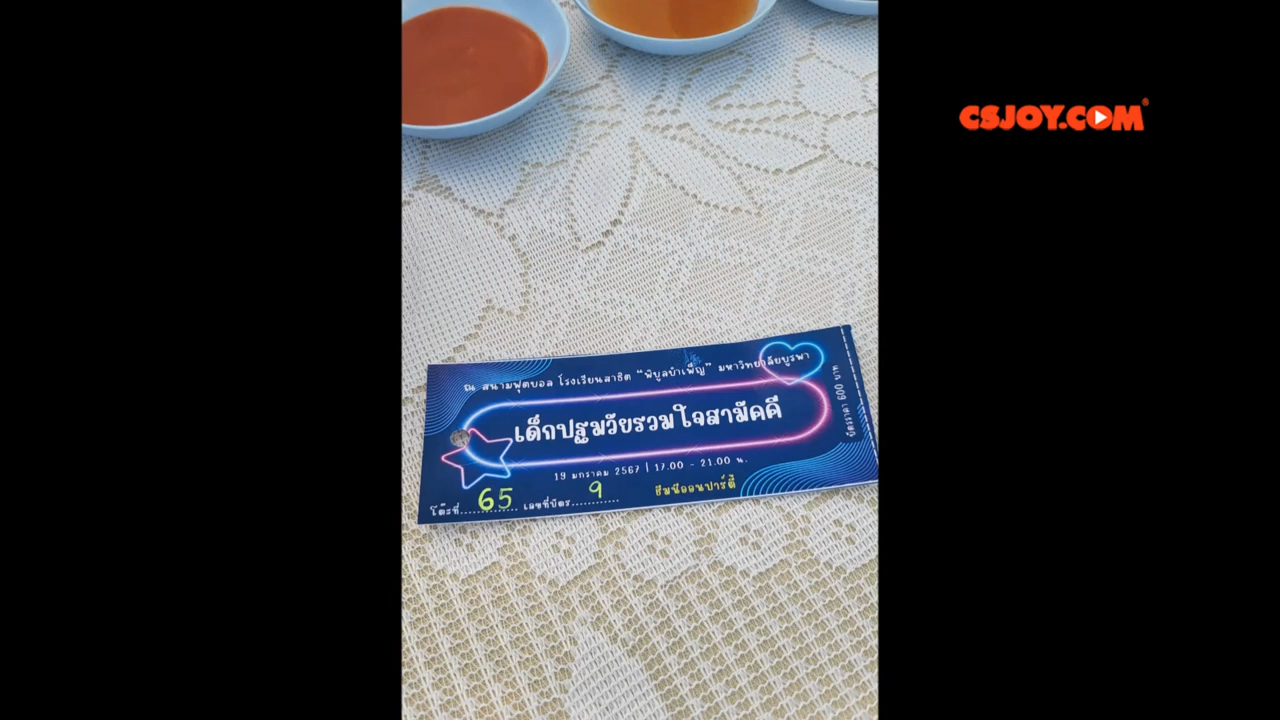 CSJOY.COM
ณ สนามฟุตบอล โรงเรียนสาธิต "พิบูลบำเพ็ญ" มหาวิทยาลัยบูรพา
เด็กปฐมวัยรวมใจสามัคคี
19 มกราคม 2567 | 17.00 - 21.00 น.
โต๊ะที่.............. 65 เลขที่บัตร............ 9 ธีมนีออนปาร์ตี้
บัตรราคา 600 บาท